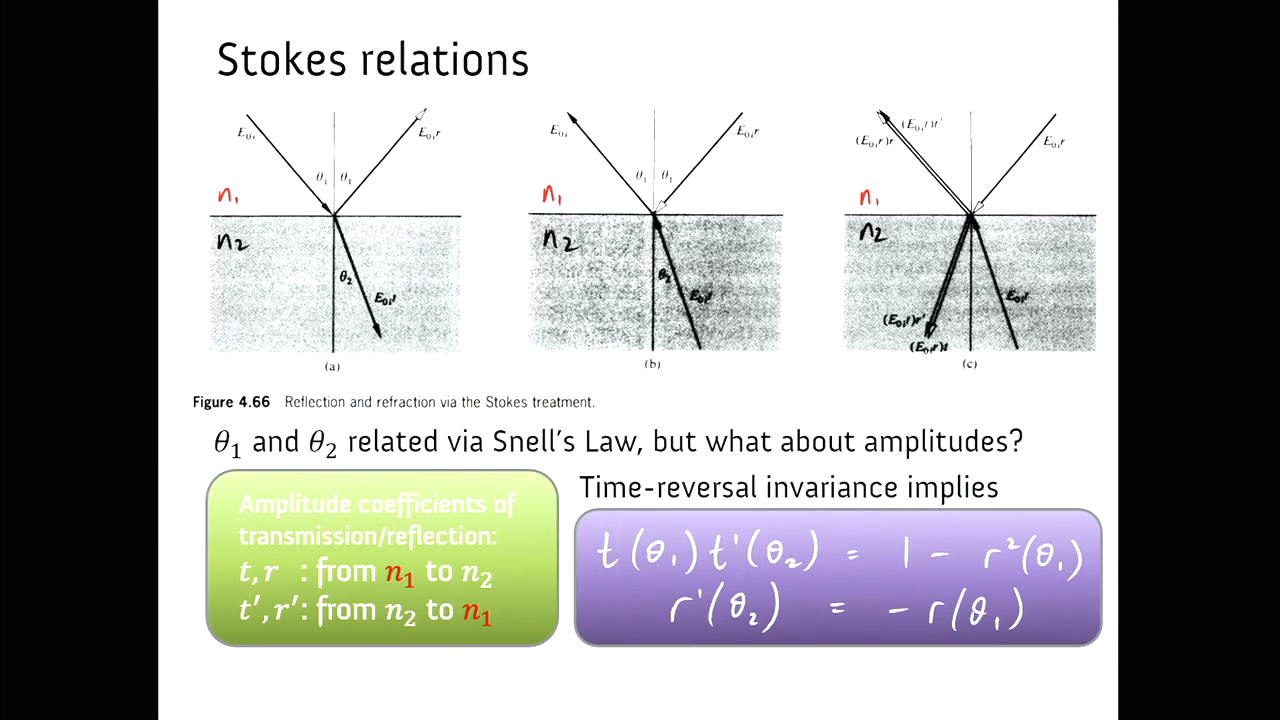 Stokes relations
E₀ᵢ
E₀ᵢr
θ₁ θ₁
n₁
n₂
θ₂
E₀ᵢt
(a)
E₀ᵢ
E₀ᵢr
θ₁ θ₁
n₁
n₂
θ₂
E₀ᵢt
(b)
(E₀ᵢt)t'
(E₀ᵢr)r
E₀ᵢr
n₁
n₂
E₀ᵢt
(E₀ᵢt)r'
(E₀ᵢr)t
(c)
Figure 4.66 Reflection and refraction via the Stokes treatment.
θ₁ and θ₂ related via Snell's Law, but what about amplitudes?
Amplitude coefficients of
transmission/reflection:
t, r : from n₁ to n₂
t′, r′: from n₂ to n₁
Time-reversal invariance implies
t(θ₁) t'(θ₂) = 1 - r²(θ₁)
r'(θ₂) = - r(θ₁)